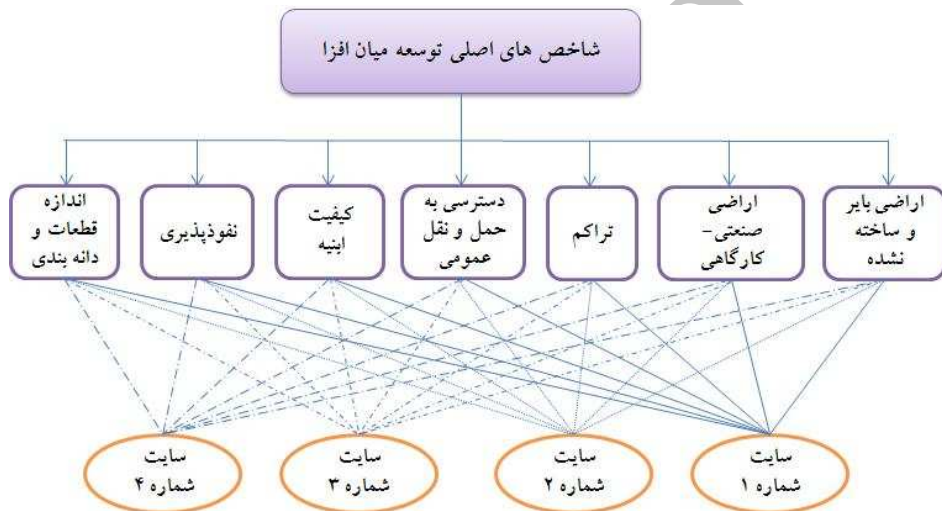 شاخص های اصلی توسعه میان افزا
اراضی بایر
و ساخته
نشده
اراضی
صنعتی-
کارگاهی
تراکم
دسترسی به
حمل و نقل
عمومی
کیفیت
ابنیه
نفوذپذیری
اندازه
قطعات و
دانه بندی
سایت
شماره ۱
سایت
شماره ۲
سایت
شماره ۳
سایت
شماره ۴